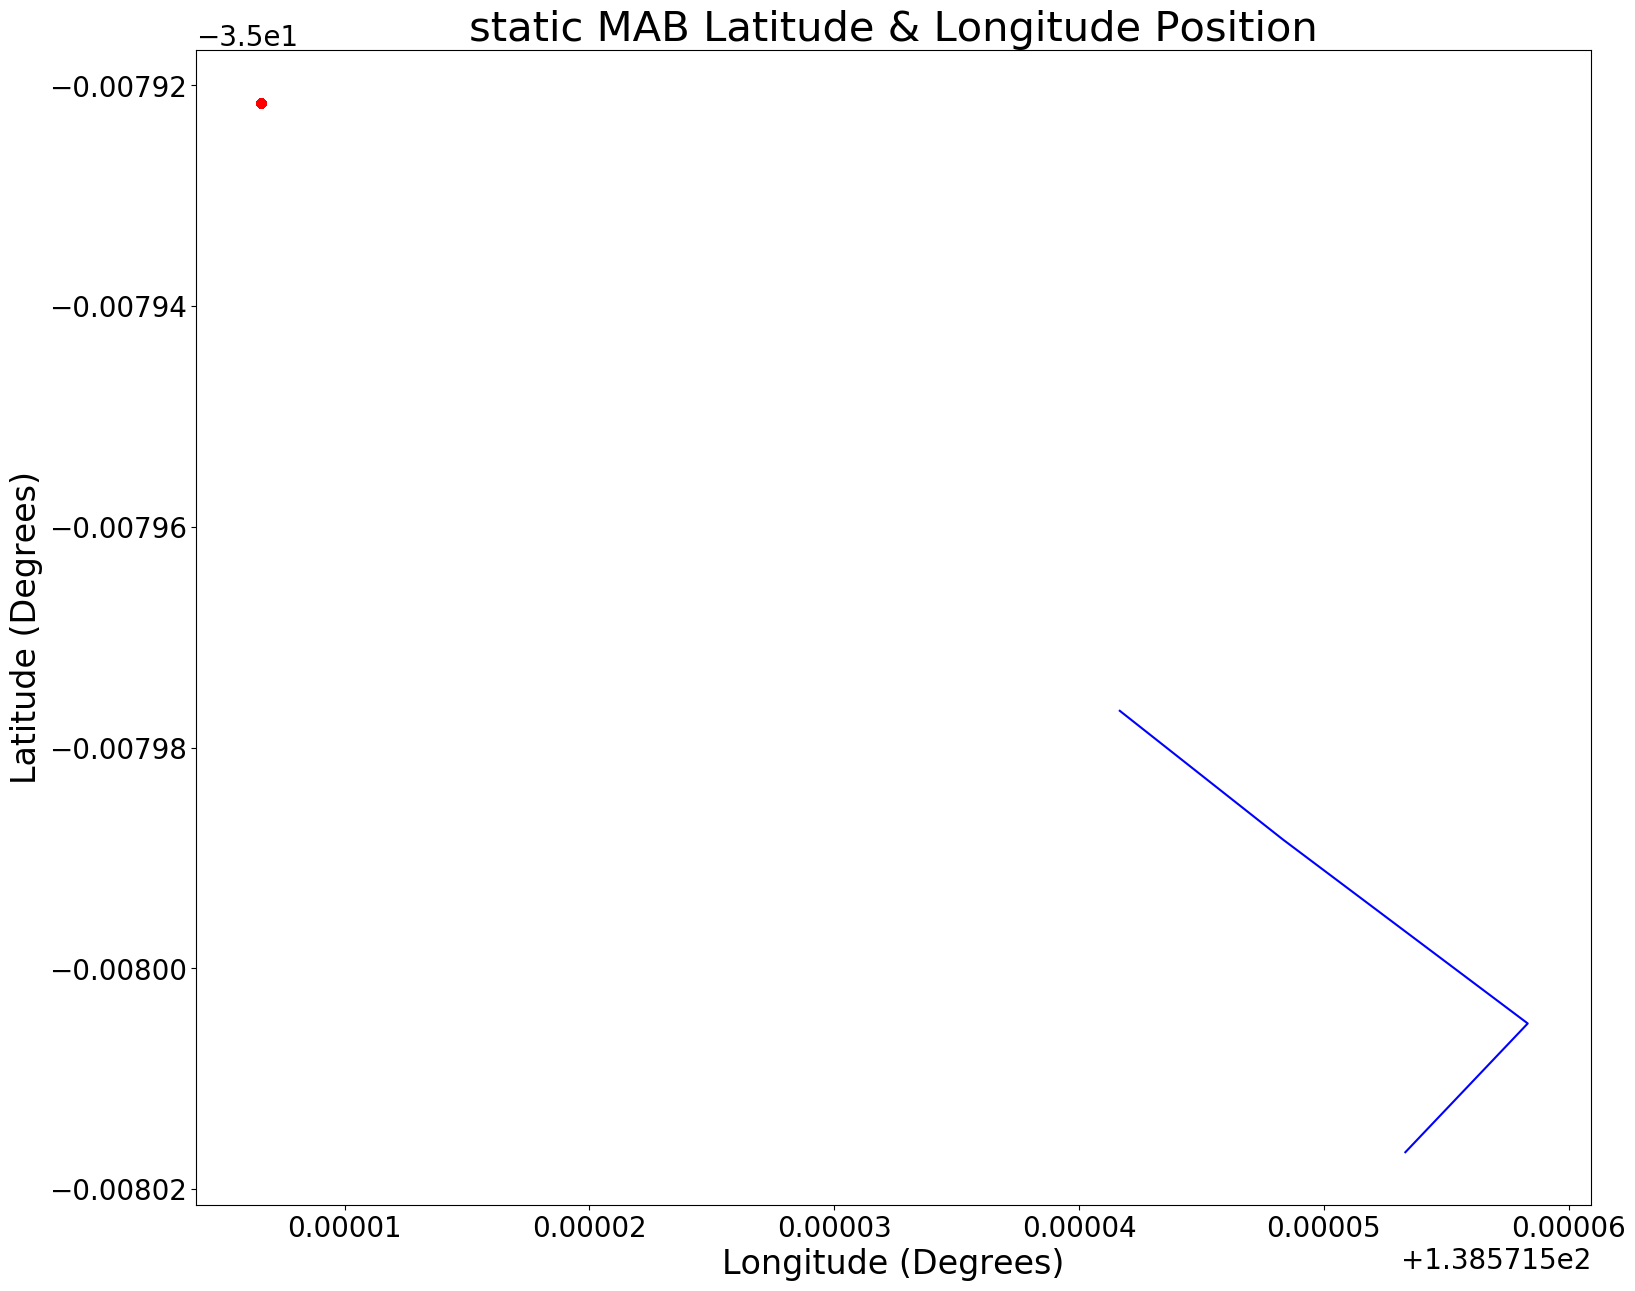 static MAB Latitude & Longitude Position
−3.5e1
−0.00792
−0.00794
−0.00796
−0.00798
−0.00800
−0.00802
Latitude (Degrees)
0.00001 0.00002 0.00003 0.00004 0.00005 0.00006
Longitude (Degrees)
+1.385715e2